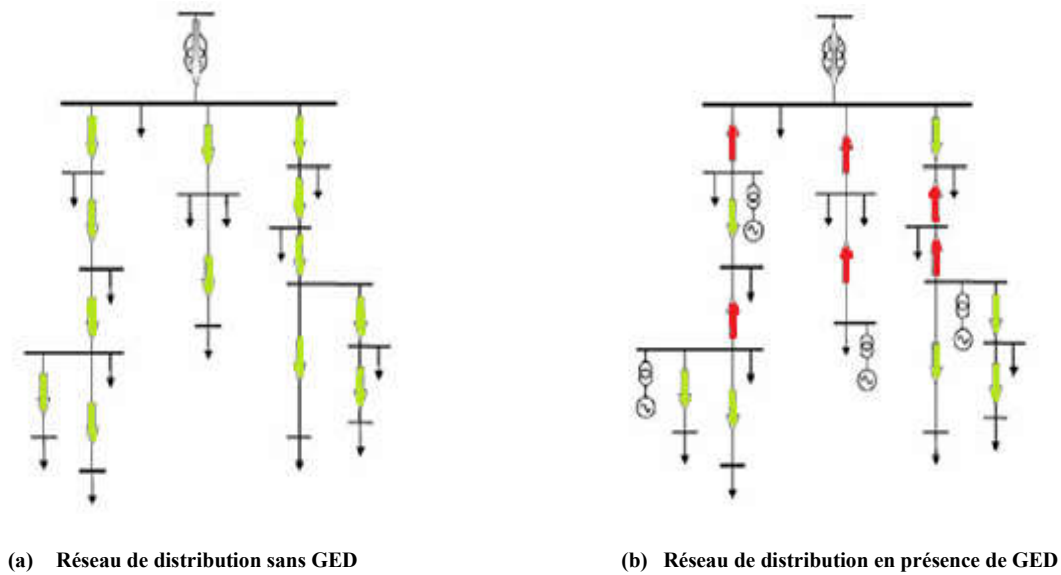 (a) Réseau de distribution sans GED
(b) Réseau de distribution en présence de GED